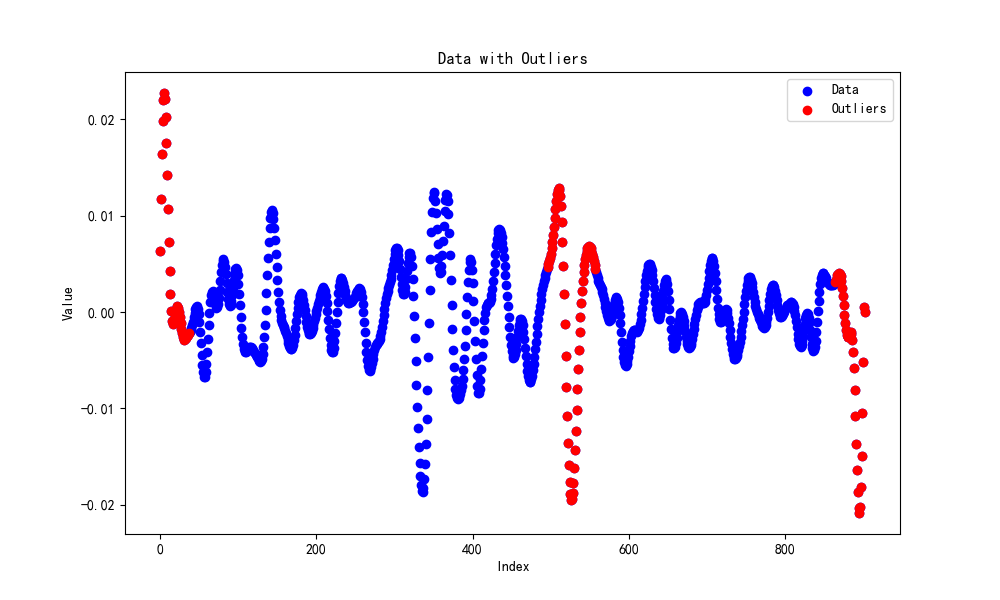 Data with Outliers
Data
Outliers
0.02
0.01
0.00
-0.01
-0.02
Value
0
200
400
600
800
Index